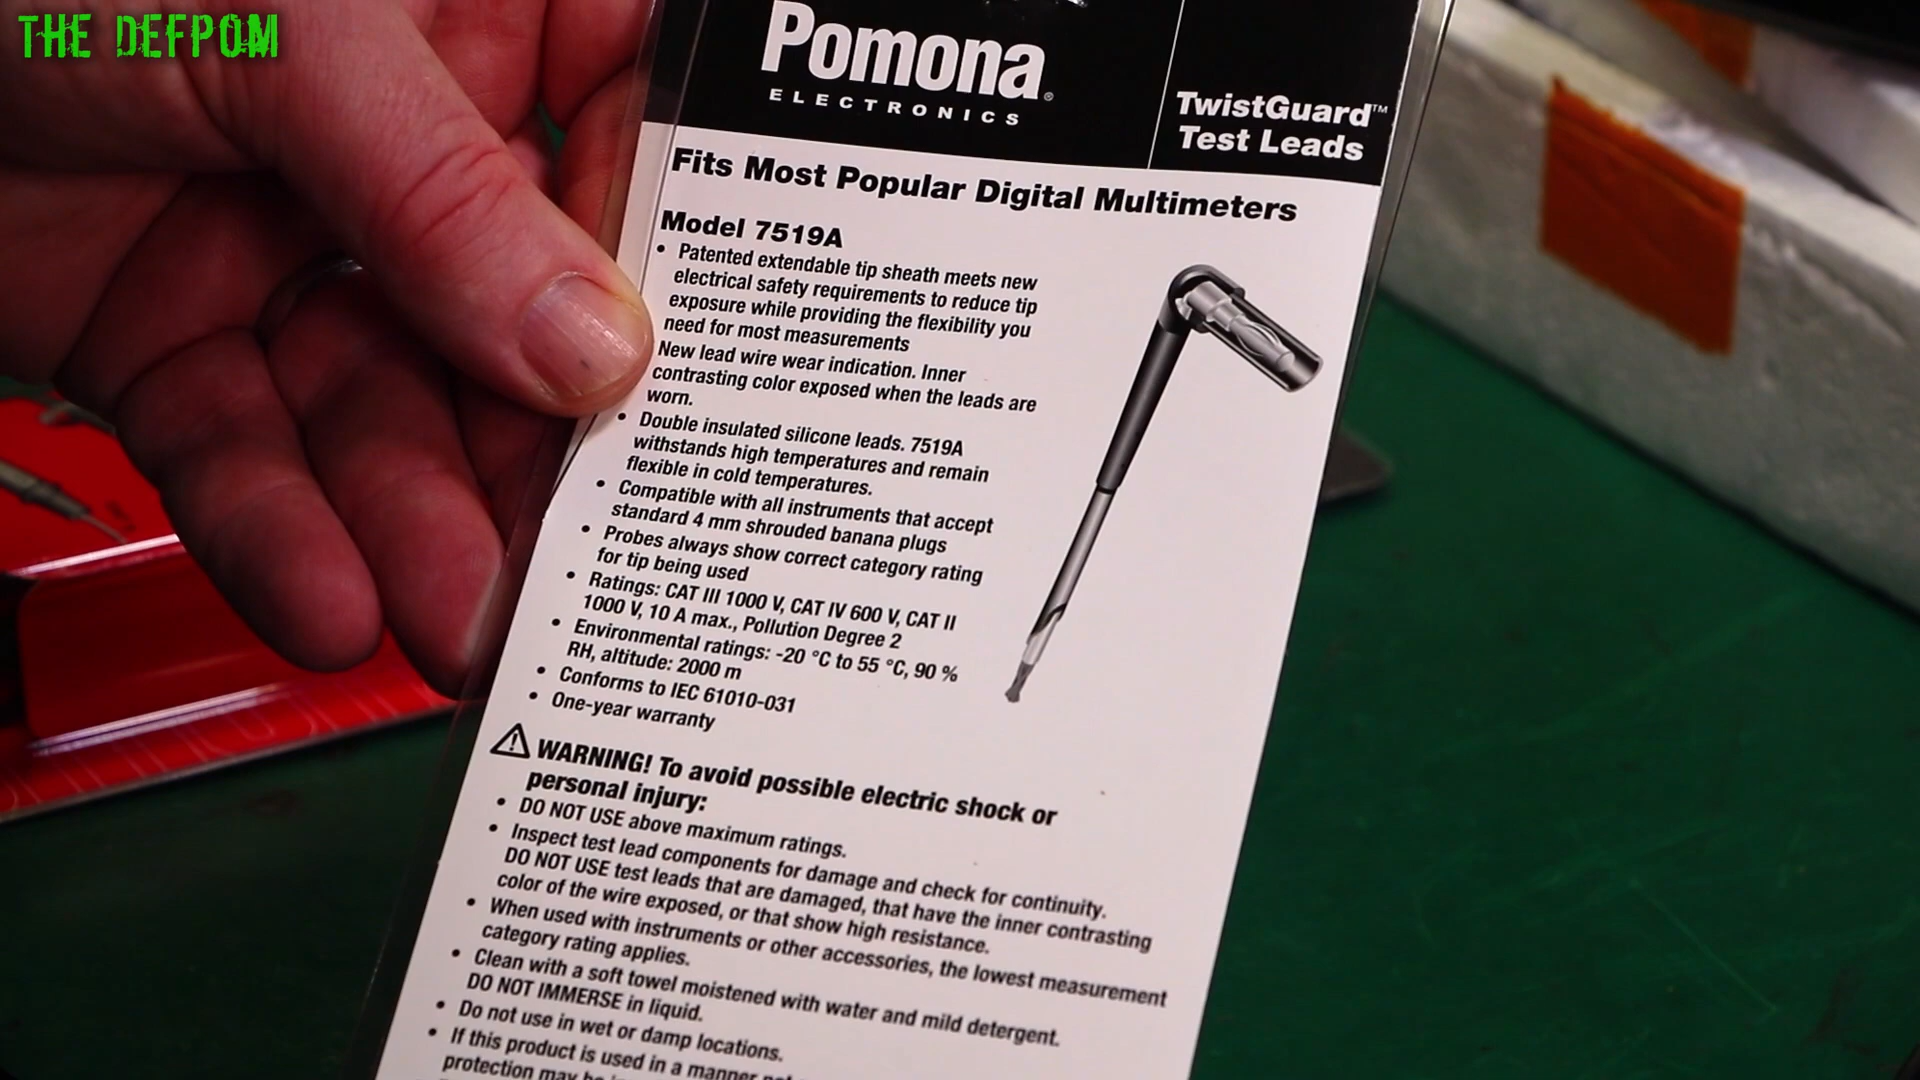 THE DEFPOM
Pomona®
ELECTRONICS
TwistGuard™
Test Leads
Fits Most Popular Digital Multimeters
Model 7519A
• Patented extendable tip sheath meets new
electrical safety requirements to reduce tip
exposure while providing the flexibility you
need for most measurements
New lead wire wear indication. Inner
contrasting color exposed when the leads are
worn.
• Double insulated silicone leads. 7519A
withstands high temperatures and remain
flexible in cold temperatures.
• Compatible with all instruments that accept
standard 4 mm shrouded banana plugs
• Probes always show correct category rating
for tip being used
• Ratings: CAT III 1000 V, CAT IV 600 V, CAT II
1000 V, 10 A max., Pollution Degree 2
• Environmental ratings: -20 °C to 55 °C, 90 %
RH, altitude: 2000 m
• Conforms to IEC 61010-031
• One-year warranty
WARNING! To avoid possible electric shock or
personal injury:
• DO NOT USE above maximum ratings.
• Inspect test lead components for damage and check for continuity.
DO NOT USE test leads that are damaged, that have the inner contrasting
color of the wire exposed, or that show high resistance.
• When used with instruments or other accessories, the lowest measurement
category rating applies.
• Clean with a soft towel moistened with water and mild detergent.
DO NOT IMMERSE in liquid.
• Do not use in wet or damp locations.
• If this product is used in a manner
protection may be